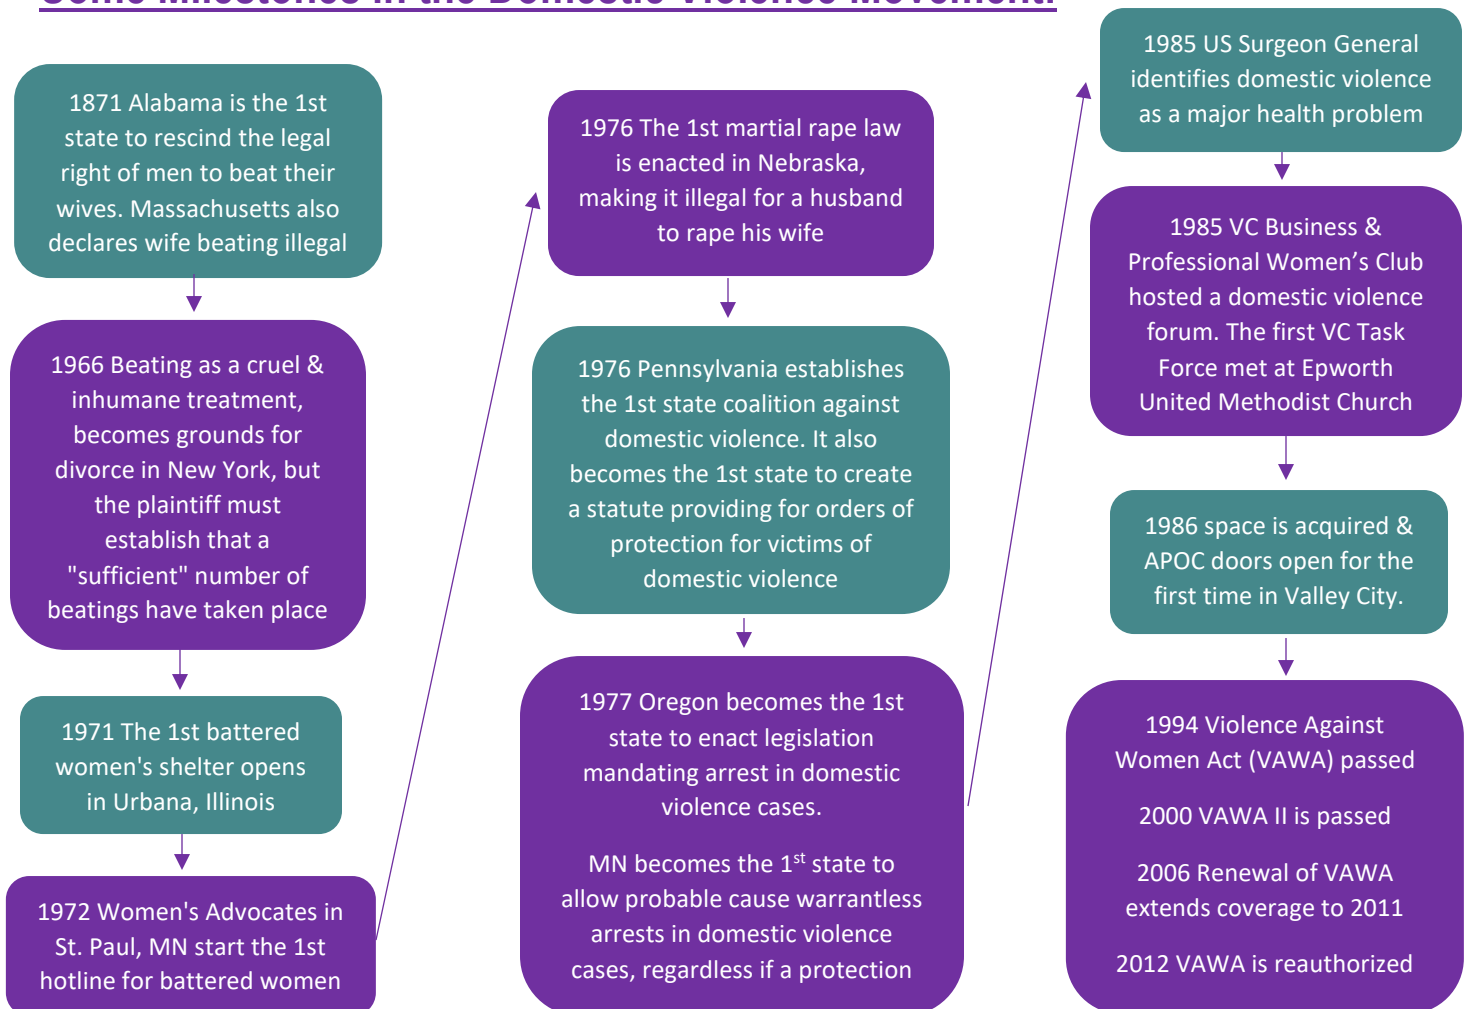 Some Milestones in the Domestic Violence Movement:
1871 Alabama is the 1st
state to rescind the legal
right of men to beat their
wives. Massachusetts also
declares wife beating illegal
1966 Beating as a cruel &
inhumane treatment,
becomes grounds for
divorce in New York, but
the plaintiff must
establish that a
"sufficient" number of
beatings have taken place
1971 The 1st battered
women's shelter opens
in Urbana, Illinois
1972 Women's Advocates in
St. Paul, MN start the 1st
hotline for battered women
1976 The 1st martial rape law
is enacted in Nebraska,
making it illegal for a husband
to rape his wife
1976 Pennsylvania establishes
the 1st state coalition against
domestic violence. It also
becomes the 1st state to create
a statute providing for orders of
protection for victims of
domestic violence
1977 Oregon becomes the 1st
state to enact legislation
mandating arrest in domestic
violence cases.
MN becomes the 1st state to
allow probable cause warrantless
arrests in domestic violence
cases, regardless if a protection
1985 US Surgeon General
identifies domestic violence
as a major health problem
1985 VC Business &
Professional Women’s Club
hosted a domestic violence
forum. The first VC Task
Force met at Epworth
United Methodist Church
1986 space is acquired &
APOC doors open for the
first time in Valley City.
1994 Violence Against
Women Act (VAWA) passed
2000 VAWA II is passed
2006 Renewal of VAWA
extends coverage to 2011
2012 VAWA is reauthorized